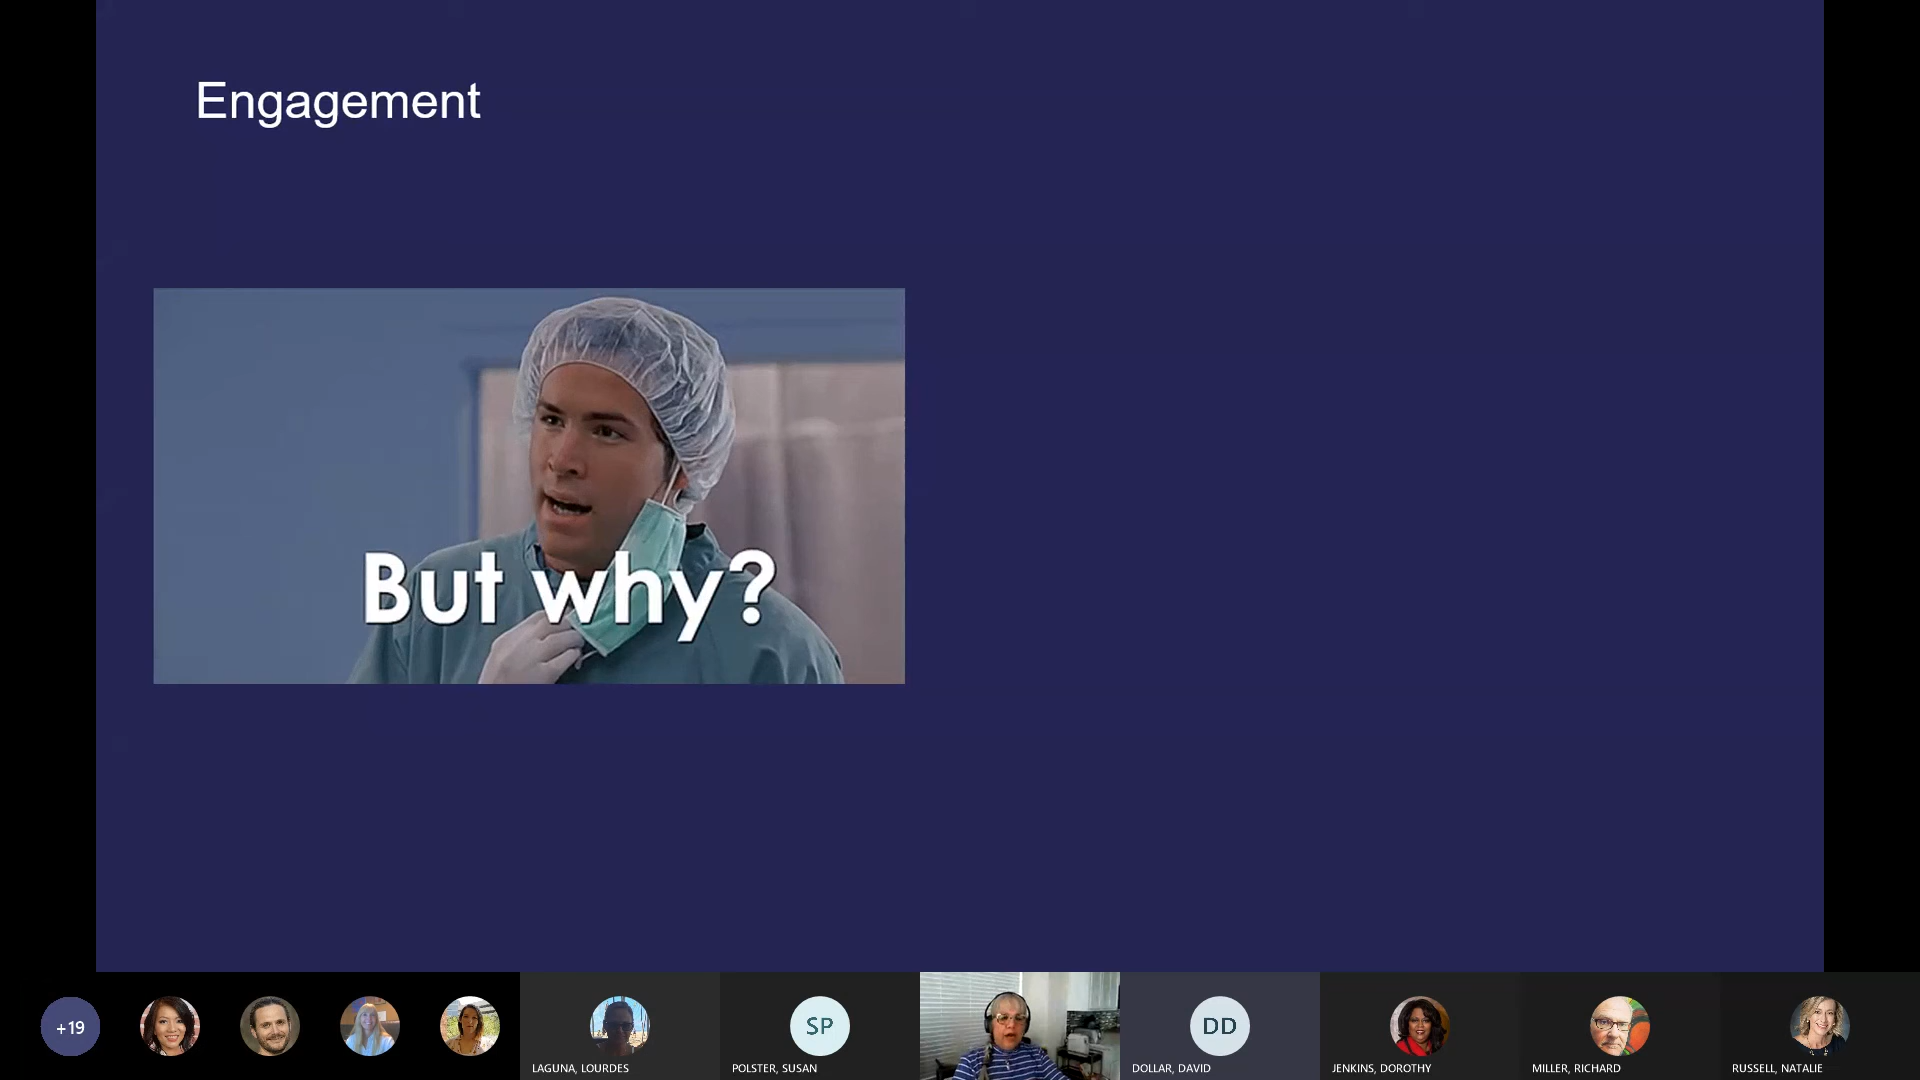 Engagement
But why?
+19
LAGUNA, LOURDES
SP
POLSTER, SUSAN
DD
DOLLAR, DAVID
JENKINS, DOROTHY
MILLER, RICHARD
RUSSELL, NATALIE